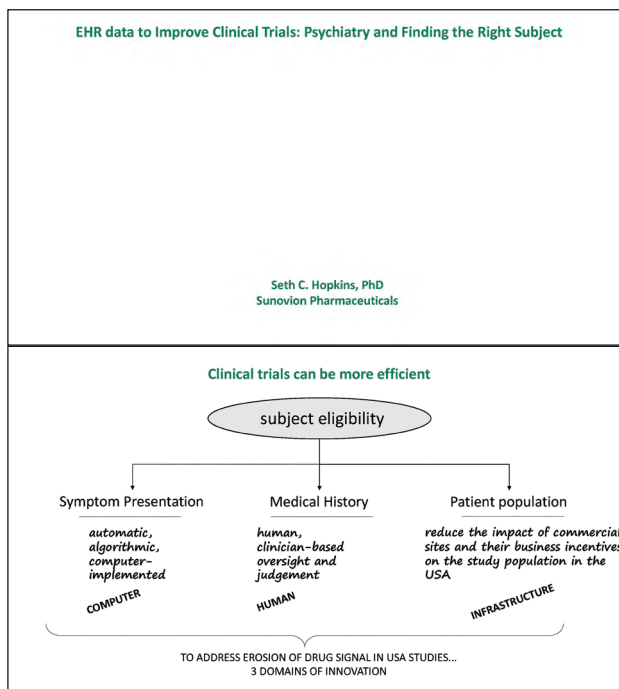 EHR data to Improve Clinical Trials: Psychiatry and Finding the Right Subject
Seth C. Hopkins, PhD
Sunovion Pharmaceuticals
Clinical trials can be more efficient
subject eligibility
Symptom Presentation
automatic,
algorithmic,
computer-
implemented
COMPUTER
Medical History
human,
clinician-based
oversight and
judgement
HUMAN
Patient population
reduce the impact of commercial
sites and their business incentives
on the study population in the
USA
INFRASTRUCTURE
TO ADDRESS EROSION OF DRUG SIGNAL IN USA STUDIES...
3 DOMAINS OF INNOVATION